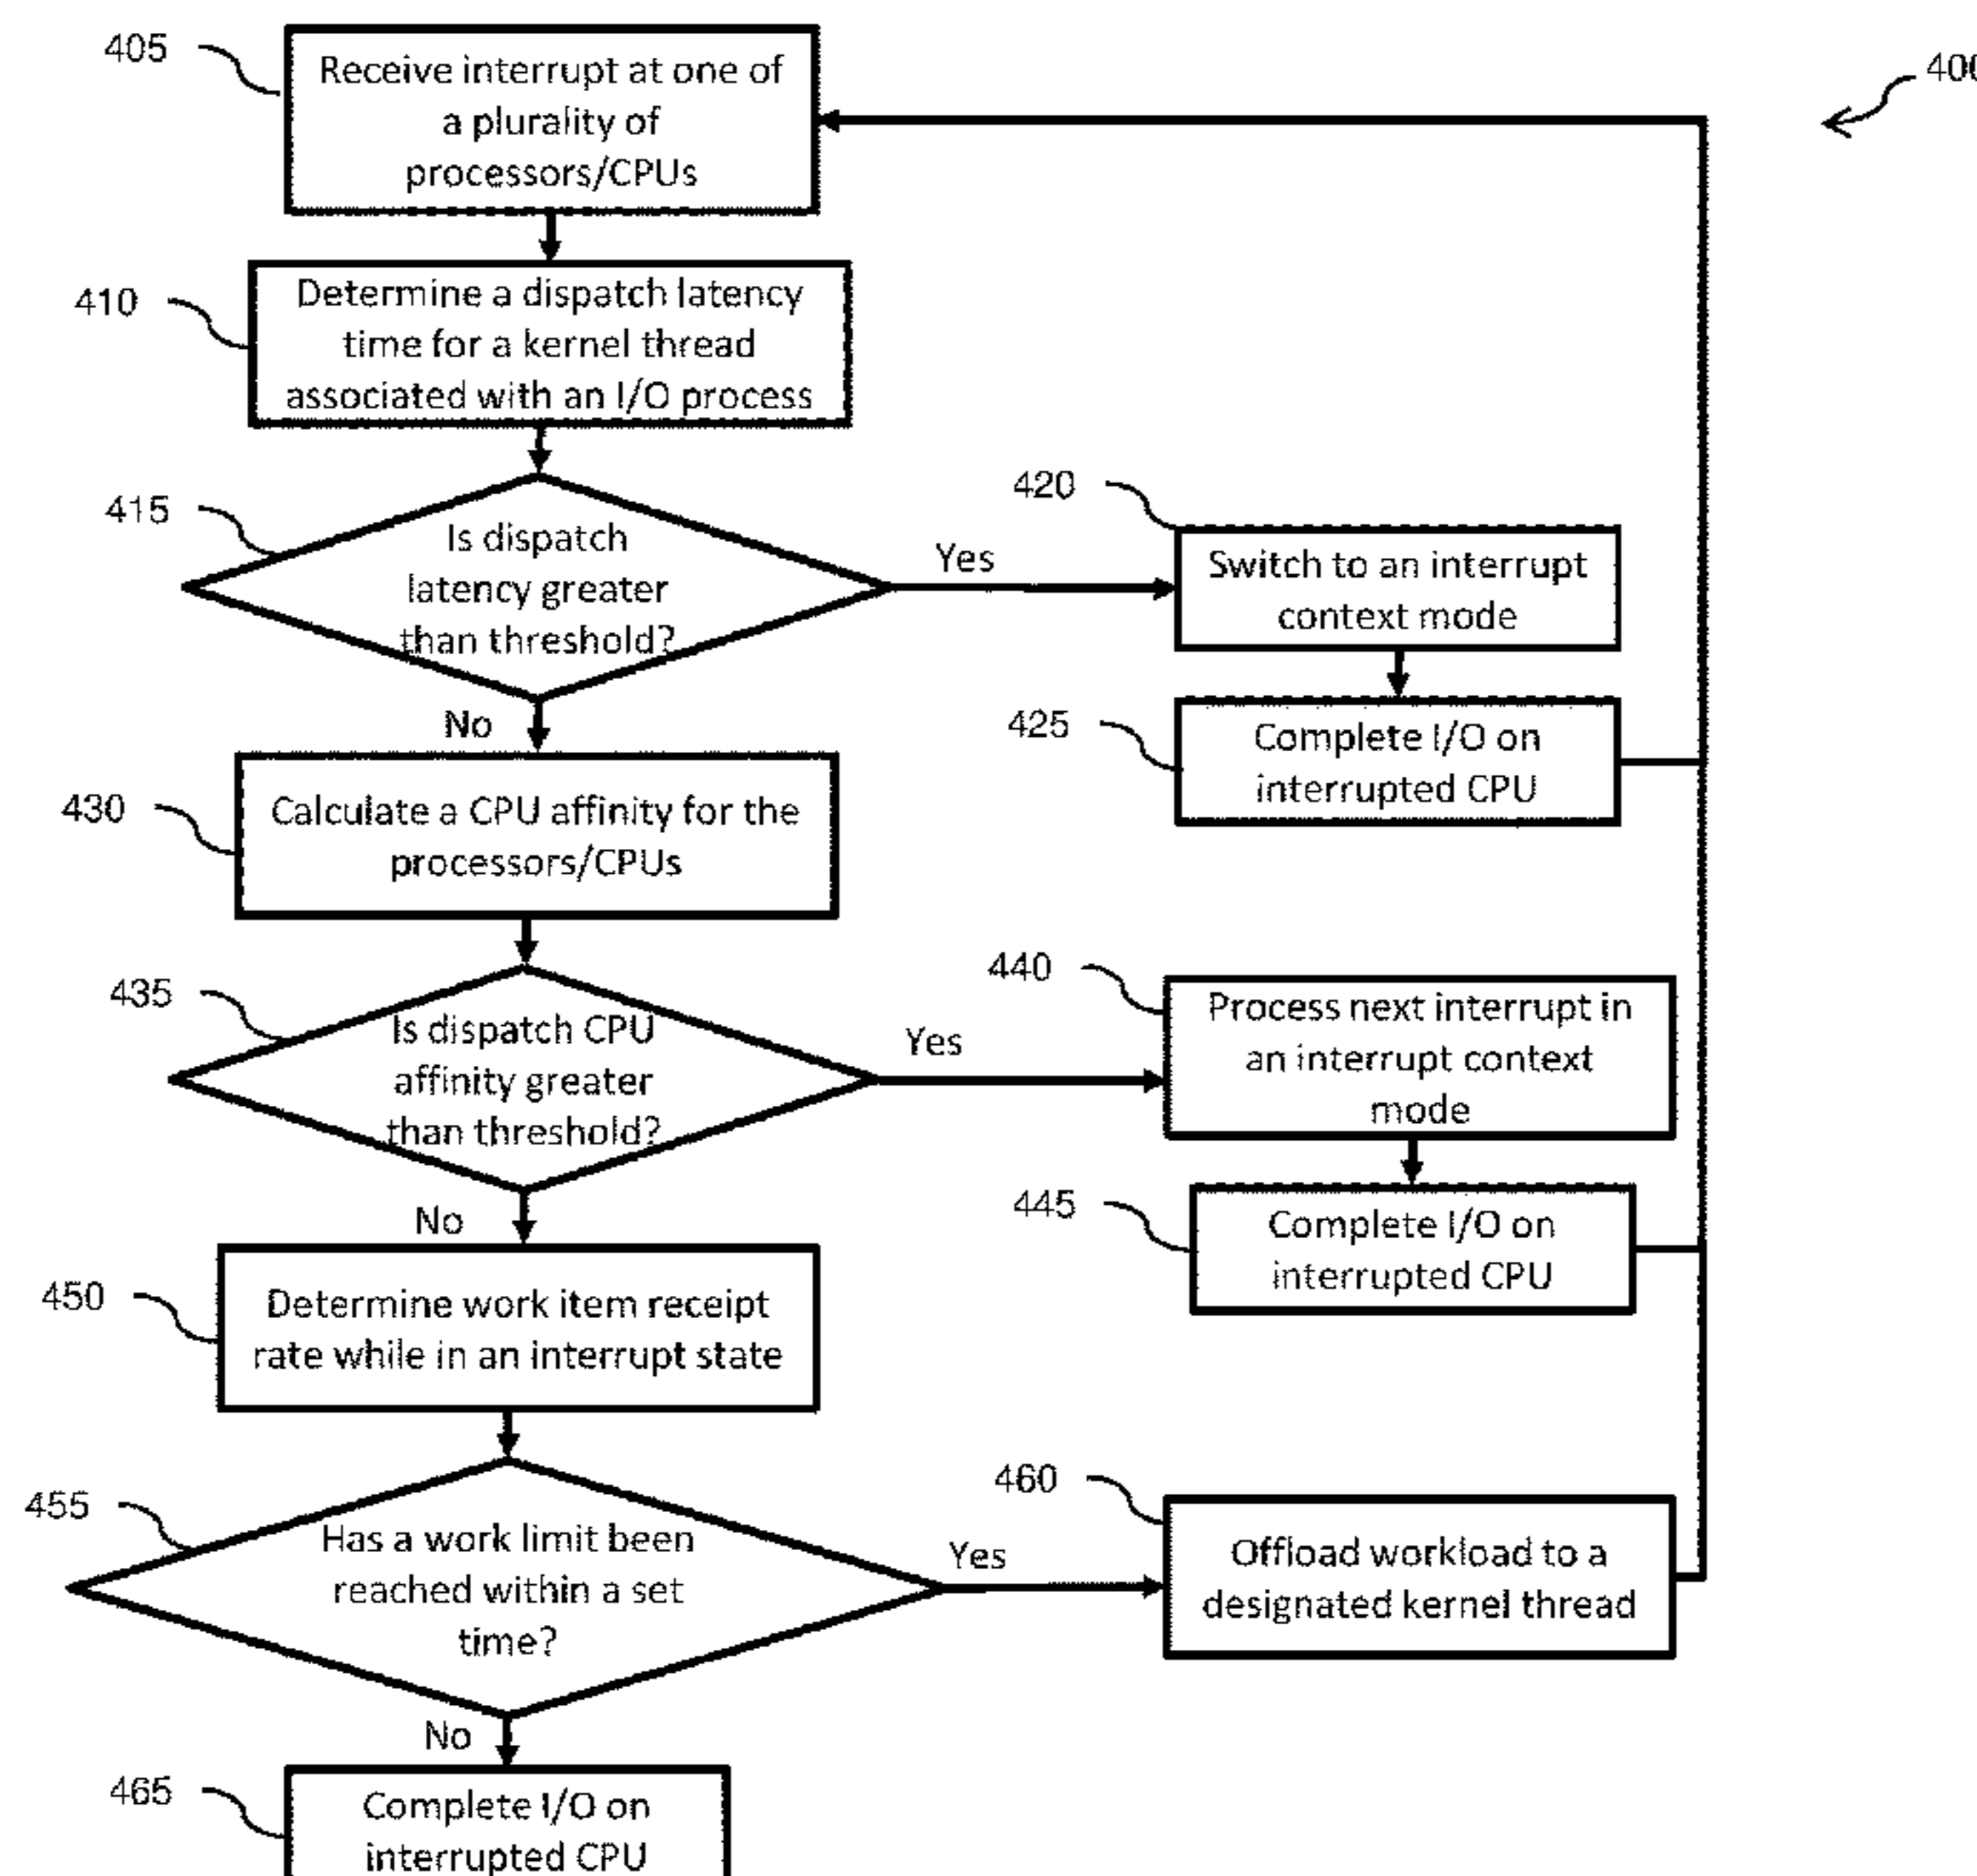 405
Receive interrupt at one of
a plurality of
processors/CPUs
400
410
Determine a dispatch latency
time for a kernel thread
associated with an I/O process
415
Is dispatch
latency greater
than threshold?
Yes
420
Switch to an interrupt
context mode
No
425
Complete I/O on
interrupted CPU
430
Calculate a CPU affinity for the
processors/CPUs
435
Is dispatch CPU
affinity greater
than threshold?
Yes
440
Process next interrupt in
an interrupt context
mode
No
445
Complete I/O on
interrupted CPU
450
Determine work item receipt
rate while in an interrupt state
455
Has a work limit been
reached within a set
time?
Yes
460
Offload workload to a
designated kernel thread
No
465
Complete I/O on
interrupted CPU